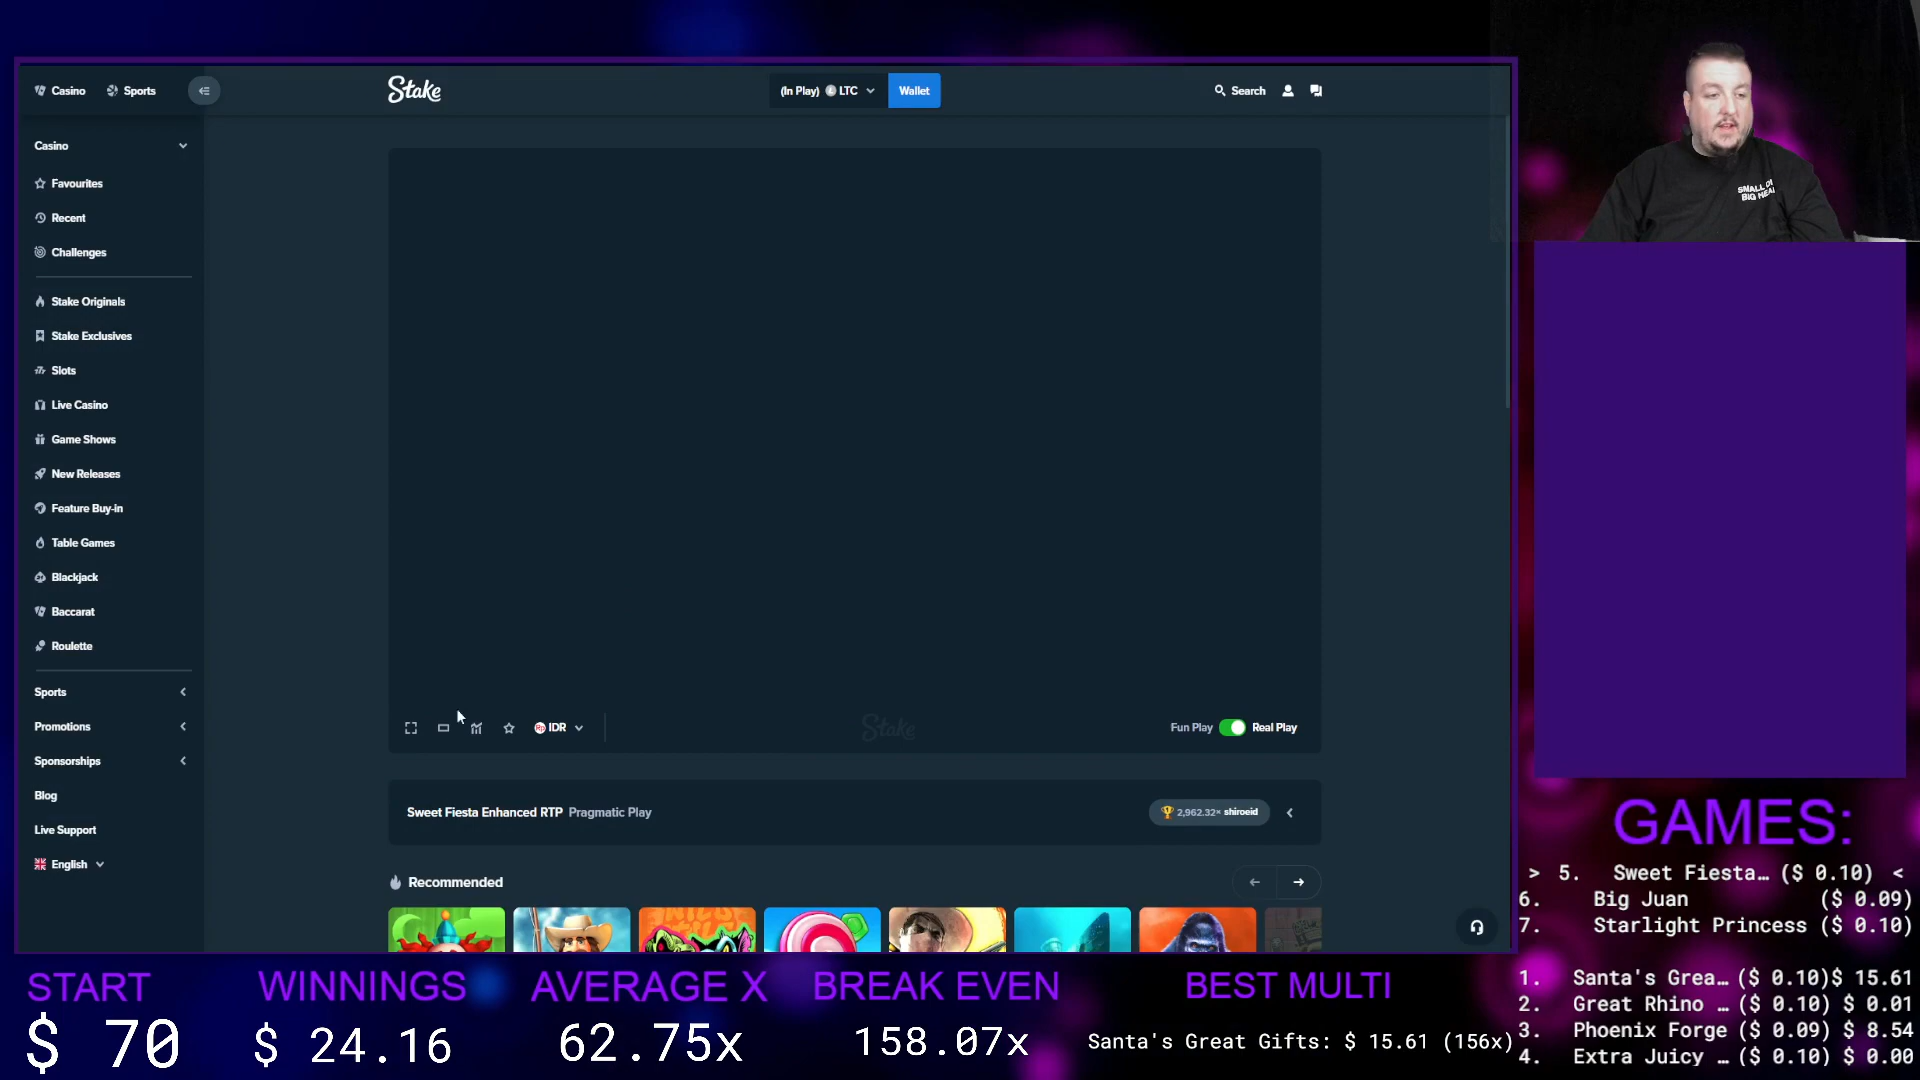 Casino
Sports
Stake
(In Play) LTC
Wallet
Search
Casino
Favourites
Recent
Challenges
Stake Originals
Stake Exclusives
Slots
Live Casino
Game Shows
New Releases
Feature Buy-in
Table Games
Blackjack
Baccarat
Roulette
Sports
Promotions
Sponsorships
Blog
Live Support
English
IDR
Stake
Fun Play
Real Play
Sweet Fiesta Enhanced RTP Pragmatic Play
2,962.32× shiroeid
Recommended
SMALL
BIG
GAMES:
> 5. Sweet Fiesta… ($ 0.10) <
6. Big Juan ($ 0.09)
7. Starlight Princess ($ 0.10)
1. Santa's Grea… ($ 0.10)$ 15.61
2. Great Rhino … ($ 0.10) $ 0.01
3. Phoenix Forge ($ 0.09) $ 8.54
4. Extra Juicy … ($ 0.10) $ 0.00
START
$ 70
WINNINGS
$ 24.16
AVERAGE X
62.75x
BREAK EVEN
158.07x
BEST MULTI
Santa's Great Gifts: $ 15.61 (156x)